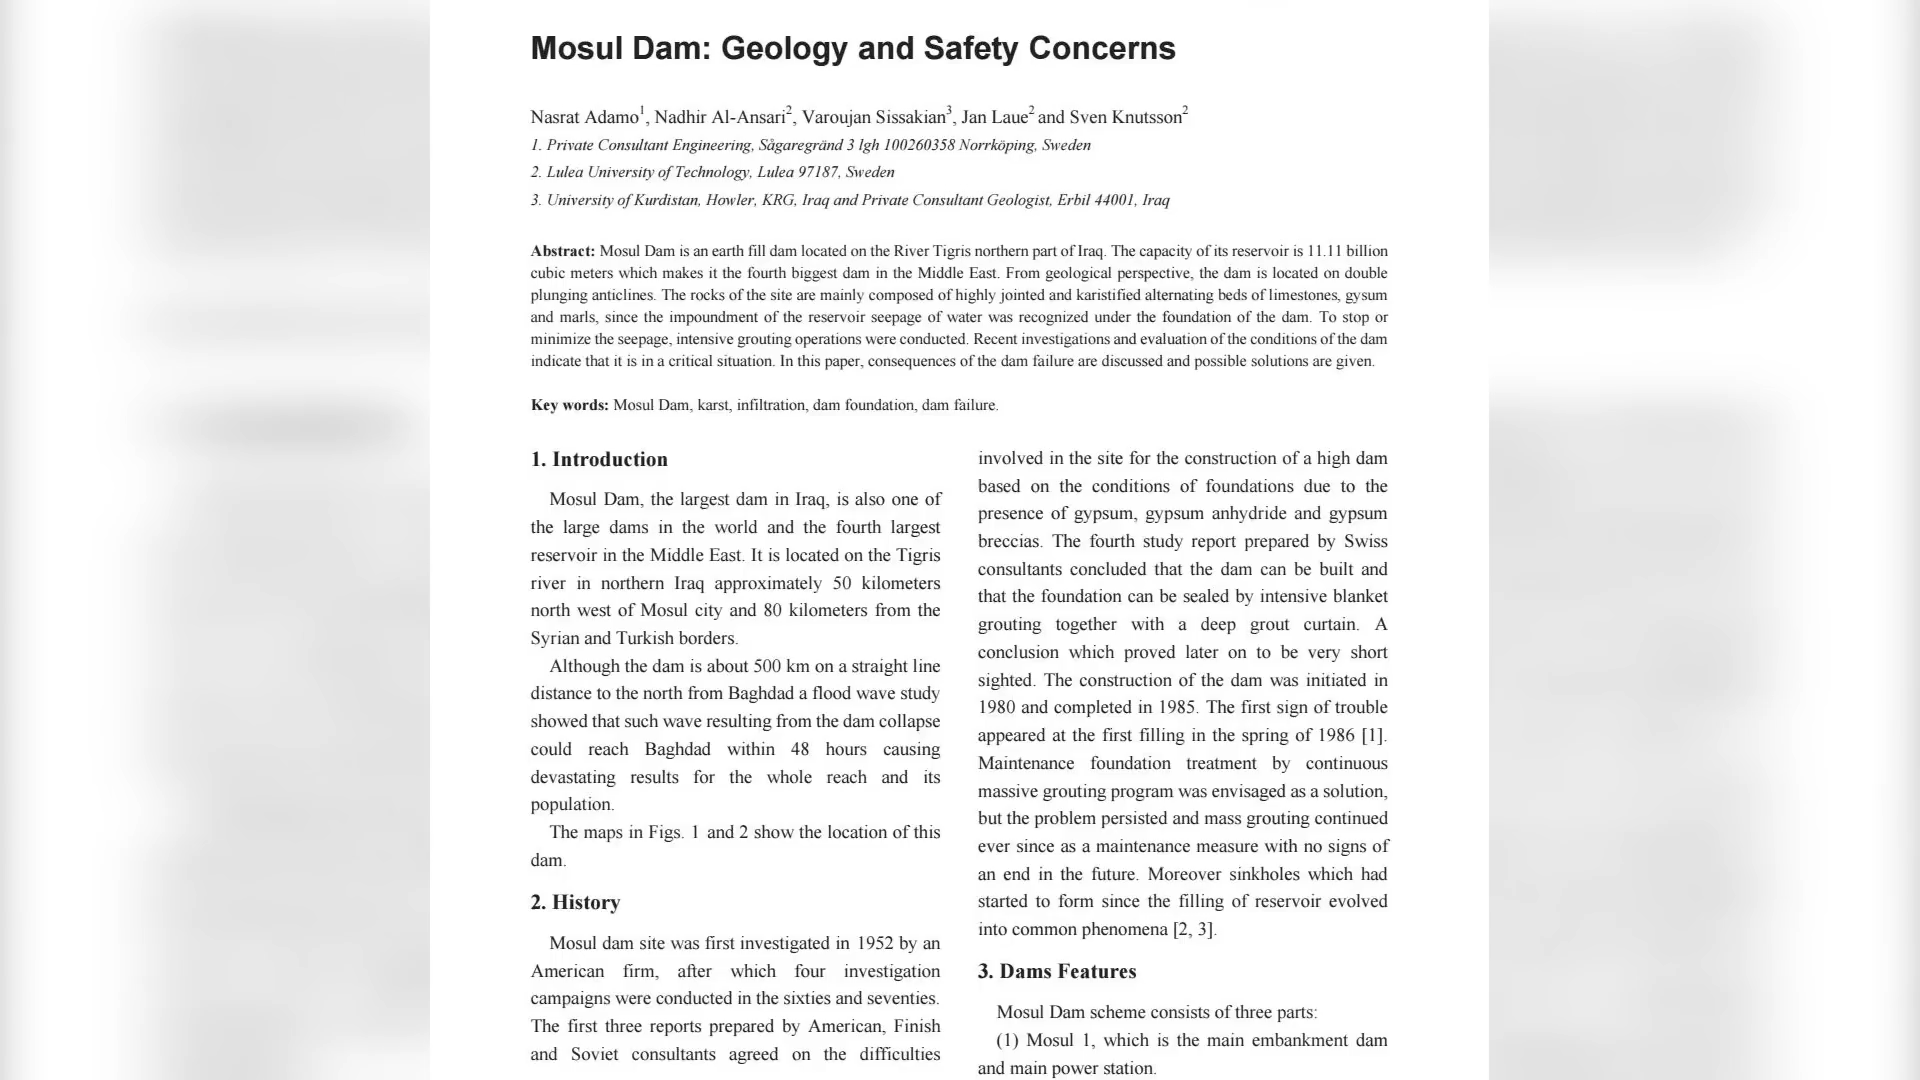 Mosul Dam: Geology and Safety Concerns
Nasrat Adamo1, Nadhir Al-Ansari2, Varoujan Sissakian3, Jan Laue2 and Sven Knutsson2
1. Private Consultant Engineering, Sågaregränd 3 lgh 100260358 Norrköping, Sweden
2. Lulea University of Technology, Lulea 97187, Sweden
3. University of Kurdistan, Howler, KRG, Iraq and Private Consultant Geologist, Erbil 44001, Iraq
Abstract: Mosul Dam is an earth fill dam located on the River Tigris northern part of Iraq. The capacity of its reservoir is 11.11 billion
cubic meters which makes it the fourth biggest dam in the Middle East. From geological perspective, the dam is located on double
plunging anticlines. The rocks of the site are mainly composed of highly jointed and karistified alternating beds of limestones, gysum
and marls, since the impoundment of the reservoir seepage of water was recognized under the foundation of the dam. To stop or
minimize the seepage, intensive grouting operations were conducted. Recent investigations and evaluation of the conditions of the dam
indicate that it is in a critical situation. In this paper, consequences of the dam failure are discussed and possible solutions are given.
Key words: Mosul Dam, karst, infiltration, dam foundation, dam failure.
1. Introduction
Mosul Dam, the largest dam in Iraq, is also one of
the large dams in the world and the fourth largest
reservoir in the Middle East. It is located on the Tigris
river in northern Iraq approximately 50 kilometers
north west of Mosul city and 80 kilometers from the
Syrian and Turkish borders.
Although the dam is about 500 km on a straight line
distance to the north from Baghdad a flood wave study
showed that such wave resulting from the dam collapse
could reach Baghdad within 48 hours causing
devastating results for the whole reach and its
population.
The maps in Figs. 1 and 2 show the location of this
dam.
2. History
Mosul dam site was first investigated in 1952 by an
American firm, after which four investigation
campaigns were conducted in the sixties and seventies.
The first three reports prepared by American, Finish
and Soviet consultants agreed on the difficulties
involved in the site for the construction of a high dam
based on the conditions of foundations due to the
presence of gypsum, gypsum anhydride and gypsum
breccias. The fourth study report prepared by Swiss
consultants concluded that the dam can be built and
that the foundation can be sealed by intensive blanket
grouting together with a deep grout curtain. A
conclusion which proved later on to be very short
sighted. The construction of the dam was initiated in
1980 and completed in 1985. The first sign of trouble
appeared at the first filling in the spring of 1986 [1].
Maintenance foundation treatment by continuous
massive grouting program was envisaged as a solution,
but the problem persisted and mass grouting continued
ever since as a maintenance measure with no signs of
an end in the future. Moreover sinkholes which had
started to form since the filling of reservoir evolved
into common phenomena [2, 3].
3. Dams Features
Mosul Dam scheme consists of three parts:
(1) Mosul 1, which is the main embankment dam
and main power station.